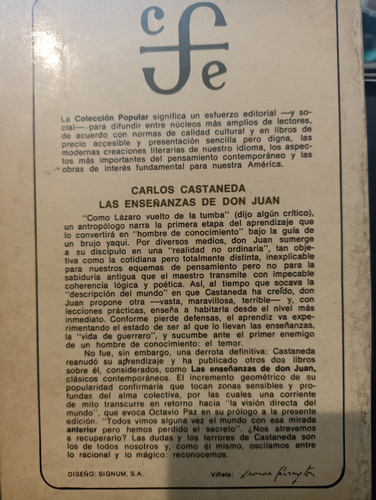 c
f
e
La Colección Popular significa un esfuerzo editorial —y so-
cial— para difundir entre núcleos más amplios de lectores,
de acuerdo con normas de calidad cultural y en libros de
precio accesible y presentación sencilla pero digna, las
modernas creaciones literarias de nuestro idioma, los aspec-
tos más importantes del pensamiento contemporáneo y las
obras de interés fundamental para nuestra América.
CARLOS CASTANEDA
LAS ENSEÑANZAS DE DON JUAN
"Como Lázaro vuelto de la tumba" (dijo algún crítico),
un antropólogo narra la primera etapa del aprendizaje que
lo convertirá en "hombre de conocimiento" bajo la guía de
un brujo yaqui. Por diversos medios, don Juan sumerge
a su discípulo en una "realidad no ordinaria", tan obje-
tiva como la cotidiana pero totalmente distinta, inexplicable
para nuestros esquemas de pensamiento pero no para la
sabiduría antigua que el maestro transmite con impecable
coherencia lógica y poética. Así, al tiempo que socava la
"descripción del mundo" en que Castaneda ha creído, don
Juan propone otra —vasta, maravillosa, terrible— y, con
lecciones prácticas, enseña a habitarla desde el nivel más
inmediato. Conforme pierde defensas, el aprendiz va expe-
rimentando el estado de ser al que lo llevan las enseñanzas,
la "vida de guerrero", y sucumbe ante el primer enemigo
de un hombre de conocimiento: el temor.
No fue, sin embargo, una derrota definitiva: Castaneda
reanudó su aprendizaje y ha publicado otros dos libros
sobre él, considerados, como Las enseñanzas de don Juan,
clásicos contemporáneos. El incremento geométrico de su
popularidad confirmaría que tocan zonas sensibles y pro-
fundas del alma colectiva, por las cuales una corriente
de mito transcurre en retorno hacia "la visión directa del
mundo", que evoca Octavio Paz en su prólogo a la presente
edición. "Todos vimos alguna vez el mundo con esa mirada
anterior pero hemos perdido el secreto". ¿Nos atrevemos
a recuperarlo? Las dudas y los terrores de Castaneda son
los de todos nosotros y, como él mismo, oscilamos entre
lo racional y lo mágico: reconozcemos.
DISEÑO: SIGNUM, S.A.
Viñeta: